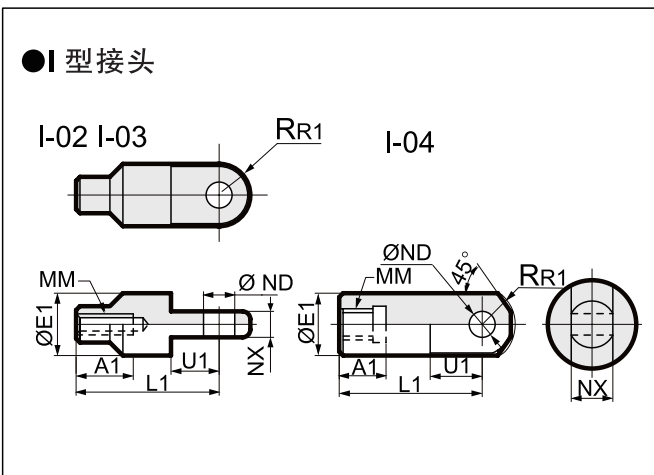 ●I 型接头
I-02 I-03
RR1
I-04
MM
ØE1
A1
L1
U1
Ø ND
NX
ØND
MM
45°
RR1
ØE1
A1
L1
U1
NX